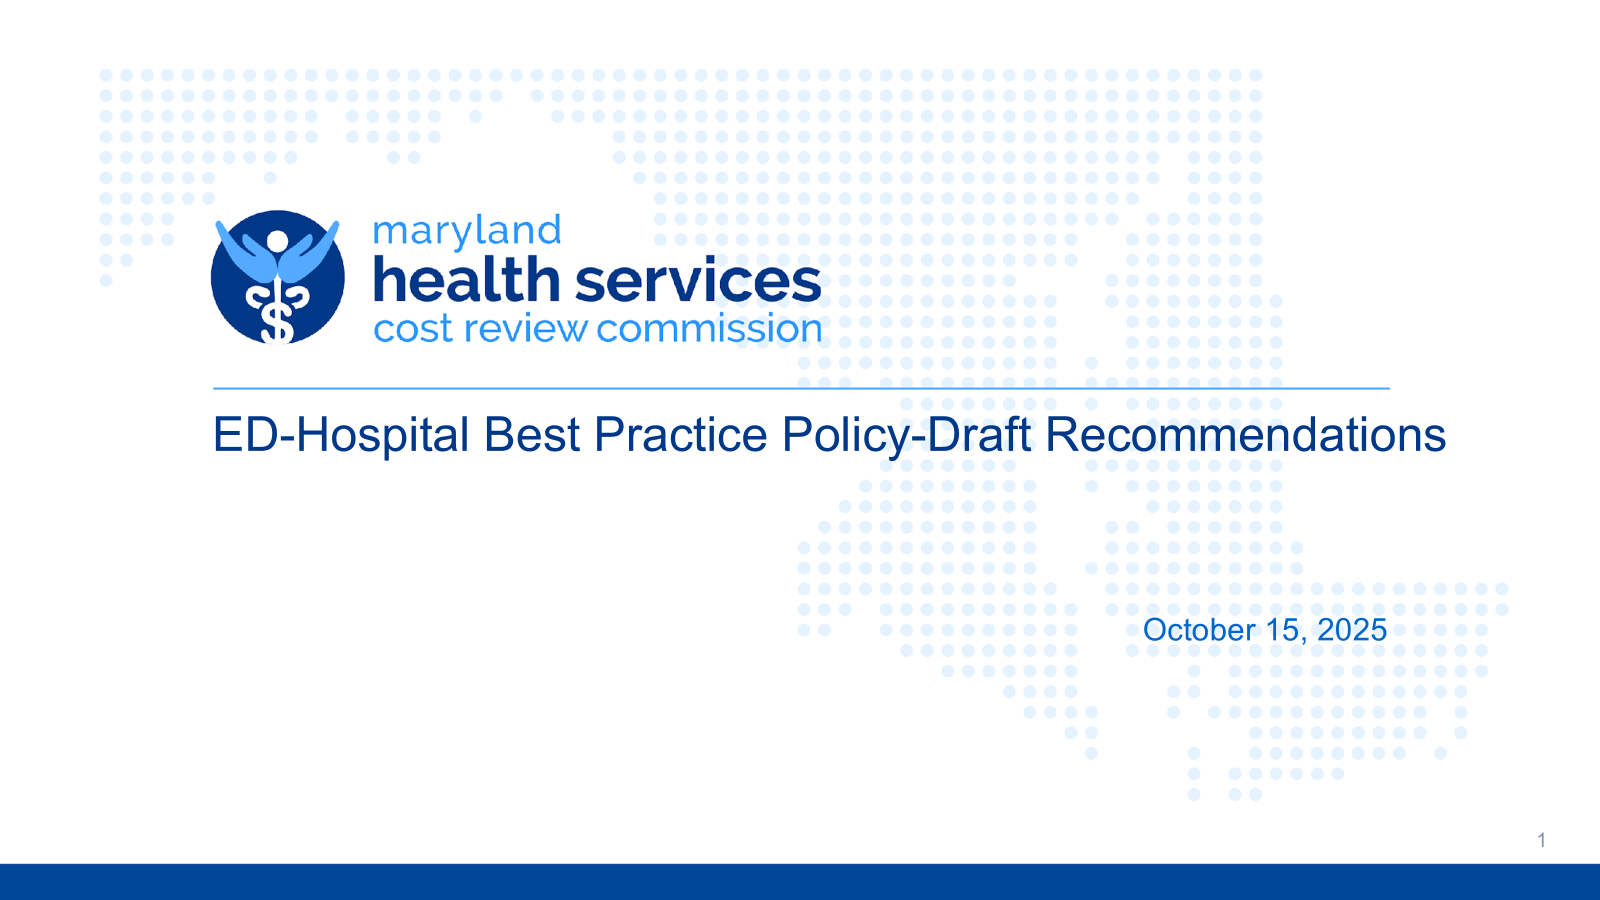 maryland
health services
cost review commission
ED-Hospital Best Practice Policy-Draft Recommendations
October 15, 2025
1